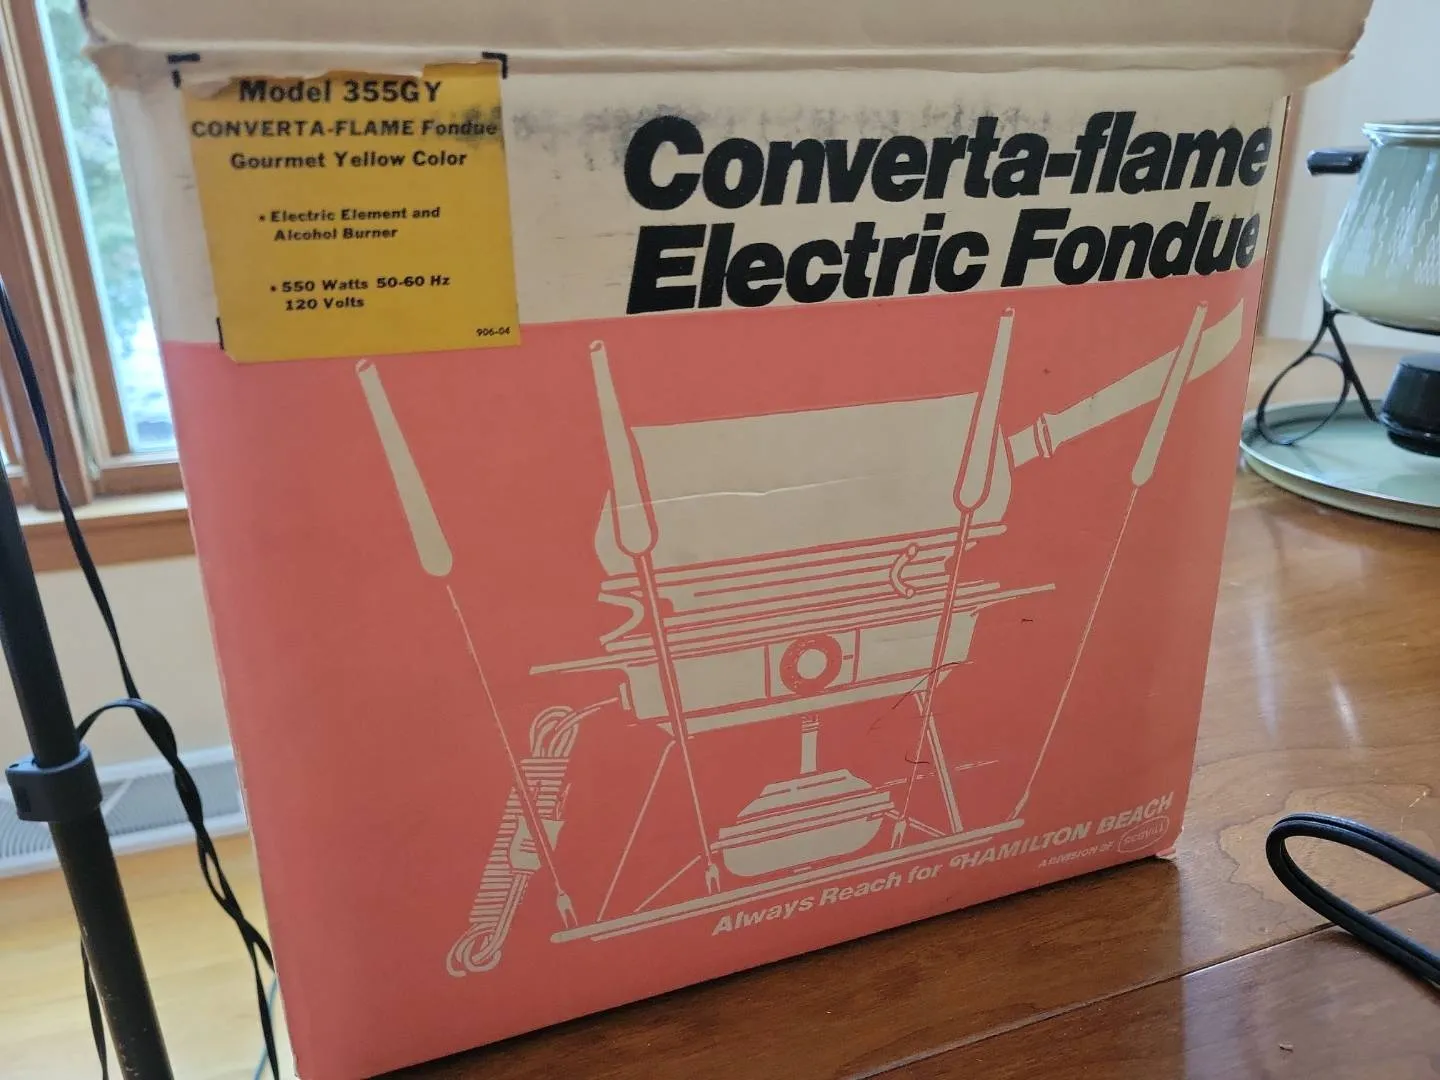 Model 355GY
CONVERTA-FLAME Fondue
Gourmet Yellow Color
• Electric Element and
Alcohol Burner
• 550 Watts 50-60 Hz
120 Volts
906-04
Converta-flame
Electric Fondue
Always Reach for HAMILTON BEACH
A DIVISION OF SCOVILL